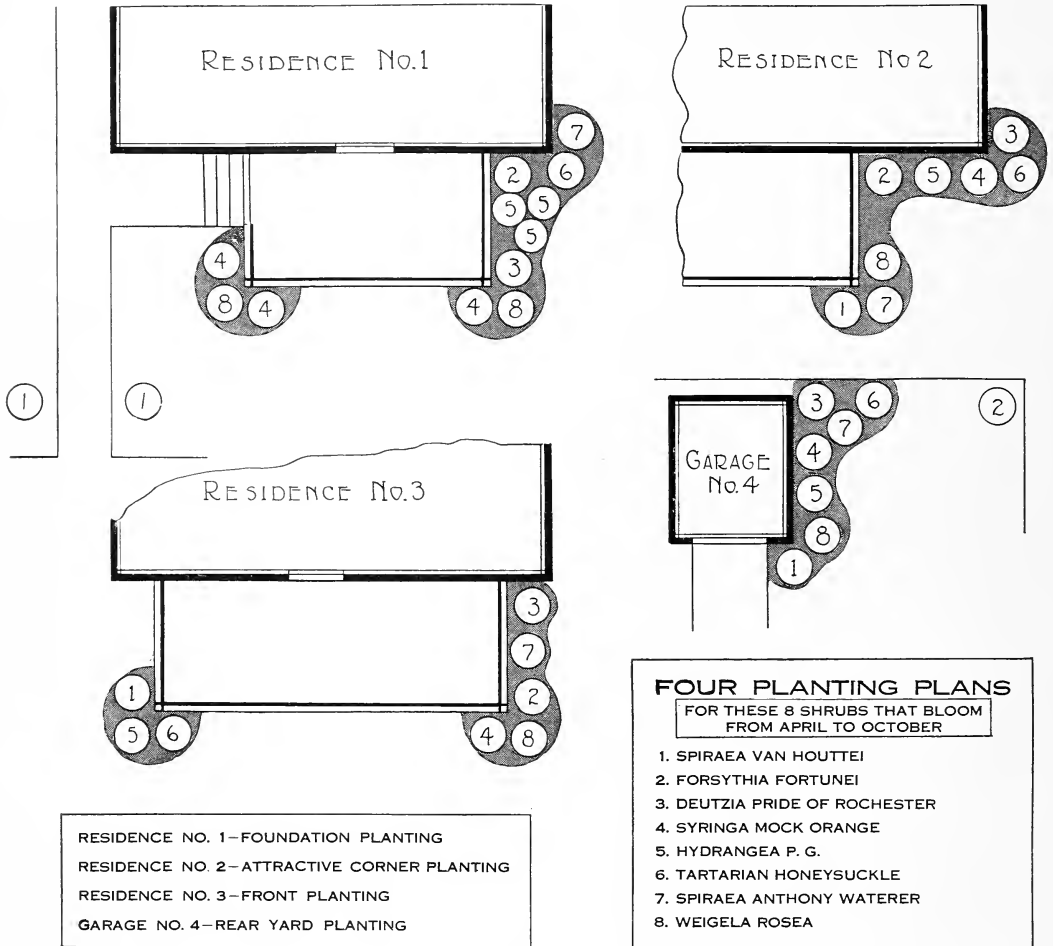 RESIDENCE No.1
7
2
6
5
5
5
3
4
8
4
4
8
1
1
RESIDENCE No 2
3
2
5
4
6
8
1
7
RESIDENCE No.3
3
7
2
4
8
1
5
6
GARAGE
No.4
3
6
7
4
5
8
1
2
RESIDENCE NO. 1–FOUNDATION PLANTING
RESIDENCE NO. 2–ATTRACTIVE CORNER PLANTING
RESIDENCE NO. 3–FRONT PLANTING
GARAGE NO. 4–REAR YARD PLANTING
FOUR PLANTING PLANS
FOR THESE 8 SHRUBS THAT BLOOM
FROM APRIL TO OCTOBER
1. SPIRAEA VAN HOUTTEI
2. FORSYTHIA FORTUNEI
3. DEUTZIA PRIDE OF ROCHESTER
4. SYRINGA MOCK ORANGE
5. HYDRANGEA P. G.
6. TARTARIAN HONEYSUCKLE
7. SPIRAEA ANTHONY WATERER
8. WEIGELA ROSEA